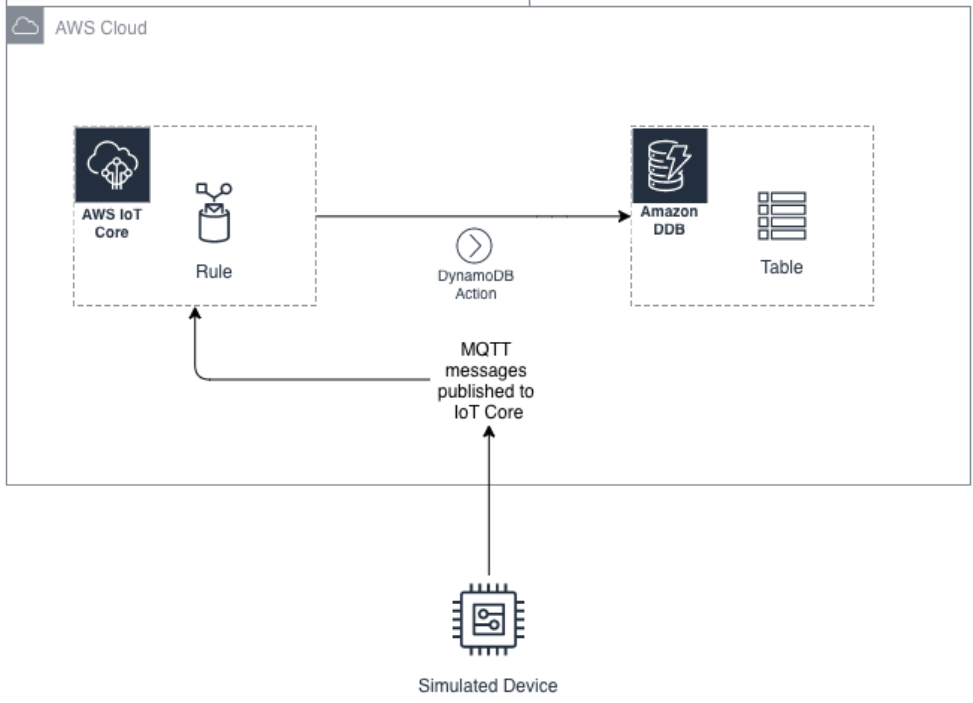 AWS Cloud
AWS IoT
Core
Rule
DynamoDB
Action
Amazon
DDB
Table
MQTT
messages
published to
IoT Core
Simulated Device